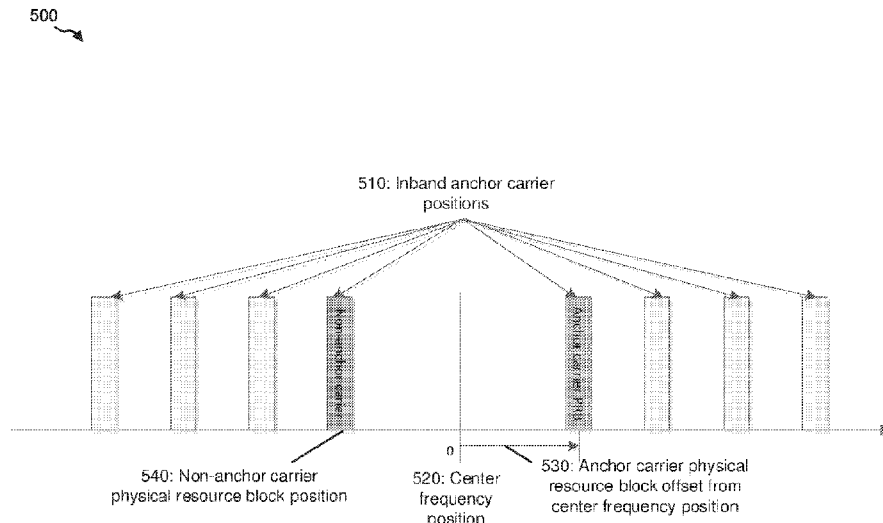 500
510: Inband anchor carrier
positions
Non-anchor carrier
Anchor carrier PRB
0
540: Non-anchor carrier
physical resource block position
520: Center
frequency
position
530: Anchor carrier physical
resource block offset from
center frequency position